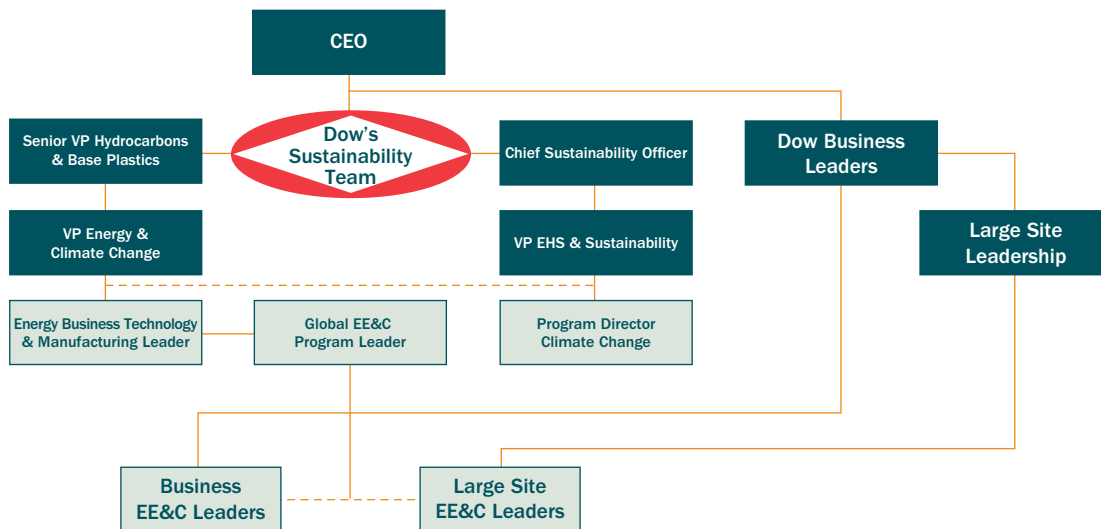 CEO
Senior VP Hydrocarbons
& Base Plastics
Dow's
Sustainability
Team
Chief Sustainability Officer
Dow Business
Leaders
VP Energy &
Climate Change
VP EHS & Sustainability
Large Site
Leadership
Energy Business Technology
& Manufacturing Leader
Global EE&C
Program Leader
Program Director
Climate Change
Business
EE&C Leaders
Large Site
EE&C Leaders